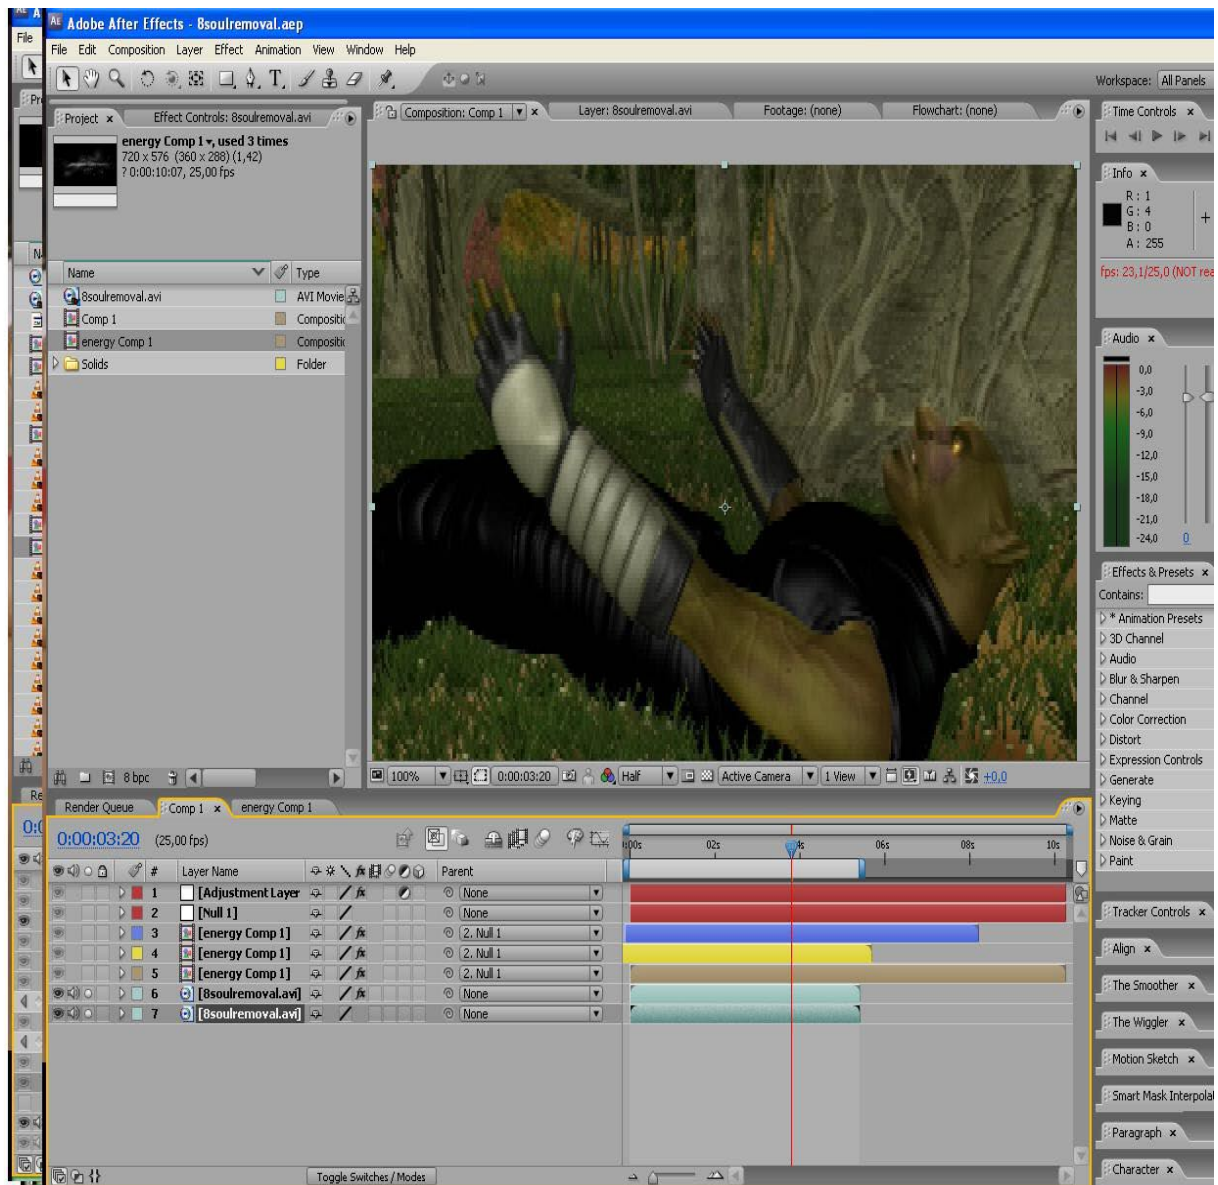 Adobe After Effects - 8soulremoval.aep
File
File Edit Composition Layer Effect Animation View Window Help
Workspace: All Panels
Project Effect Controls: 8soulremoval.avi
Composition: Comp 1 Layer: 8soulremoval.avi Footage: (none) Flowchart: (none)
Time Controls
energy Comp 1, used 3 times
720 x 576 (360 x 288) (1,42)
? 0:00:10:07, 25,00 fps
Info
R: 1
G: 4
B: 0
A: 255
fps: 23,1/25,0 (NOT rea
Name Type
8soulremoval.avi AVI Movie
Comp 1 Compositio
energy Comp 1 Compositio
Solids Folder
Audio
0,0
-3,0
-6,0
-9,0
-12,0
-15,0
-18,0
-21,0
-24,0 0
Effects & Presets
Contains:
* Animation Presets
3D Channel
Audio
Blur & Sharpen
Channel
Color Correction
Distort
Expression Controls
Generate
Keying
Matte
Noise & Grain
Paint
8 bpc
100% 0:00:03:20 Half Active Camera 1 View +0,0
Render Queue Comp 1 energy Comp 1
0:00:03:20 (25,00 fps)
:00s 02s 4s 06s 08s 10s
# Layer Name Parent
1 [Adjustment Layer None
2 [Null 1] None
3 [energy Comp 1] 2. Null 1
4 [energy Comp 1] 2. Null 1
5 [energy Comp 1] 2. Null 1
6 [8soulremoval.avi] None
7 [8soulremoval.avi] None
Toggle Switches / Modes
Tracker Controls
Align
The Smoother
The Wiggler
Motion Sketch
Smart Mask Interpola
Paragraph
Character